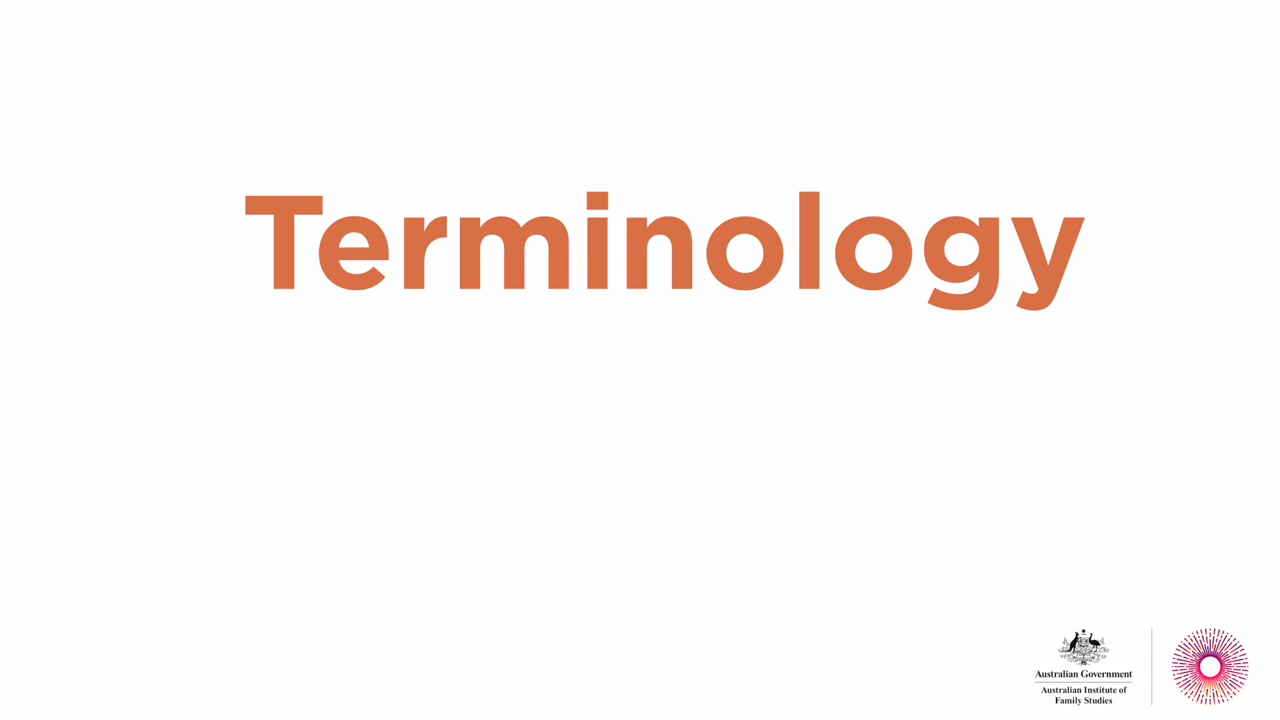 Terminology
Australian Government
Australian Institute of
Family Studies